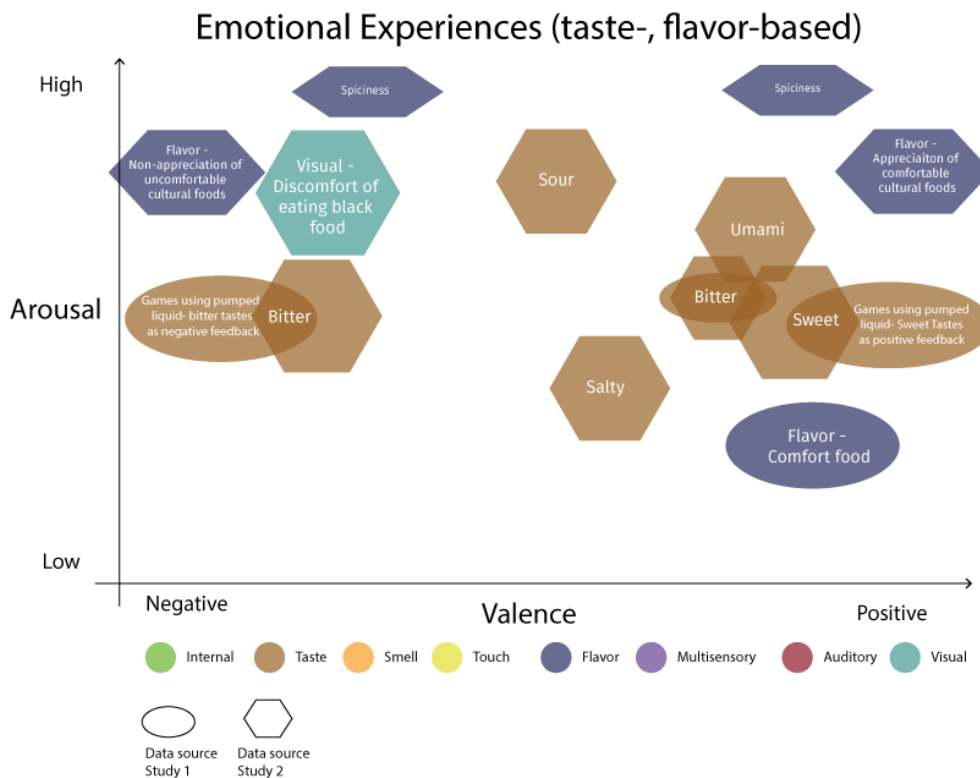 Emotional Experiences (taste-, flavor-based)
High
Spiciness
Spiciness
Flavor -
Non-appreciation of
uncomfortable
cultural foods
Visual -
Discomfort of
eating black
food
Sour
Flavor -
Appreciaiton of
comfortable
cultural foods
Umami
Arousal
Games using pumped
liquid- bitter tastes
as negative feedback
Bitter
Bitter
Sweet
Games using pumped
liquid- Sweet Tastes
as positive feedback
Salty
Flavor -
Comfort food
Low
Negative
Valence
Positive
Internal
Taste
Smell
Touch
Flavor
Multisensory
Auditory
Visual
Data source
Study 1
Data source
Study 2